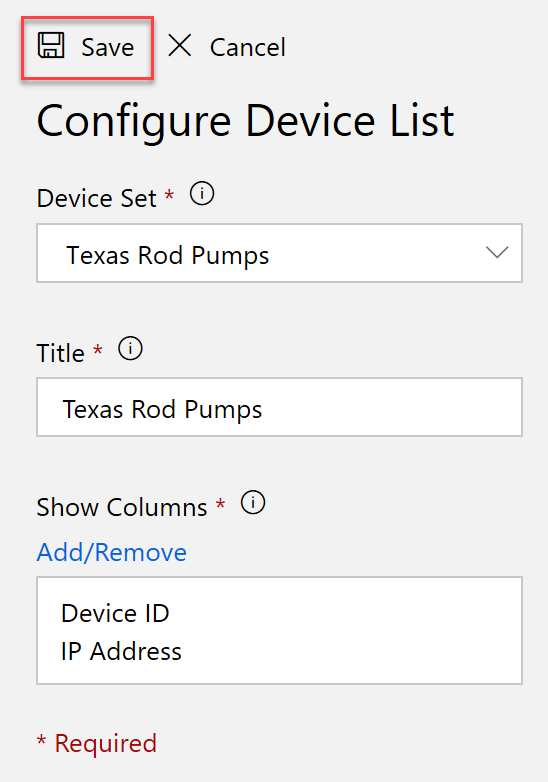 Save Cancel
Configure Device List
Device Set *
Texas Rod Pumps
Title *
Texas Rod Pumps
Show Columns *
Add/Remove
Device ID
IP Address
* Required